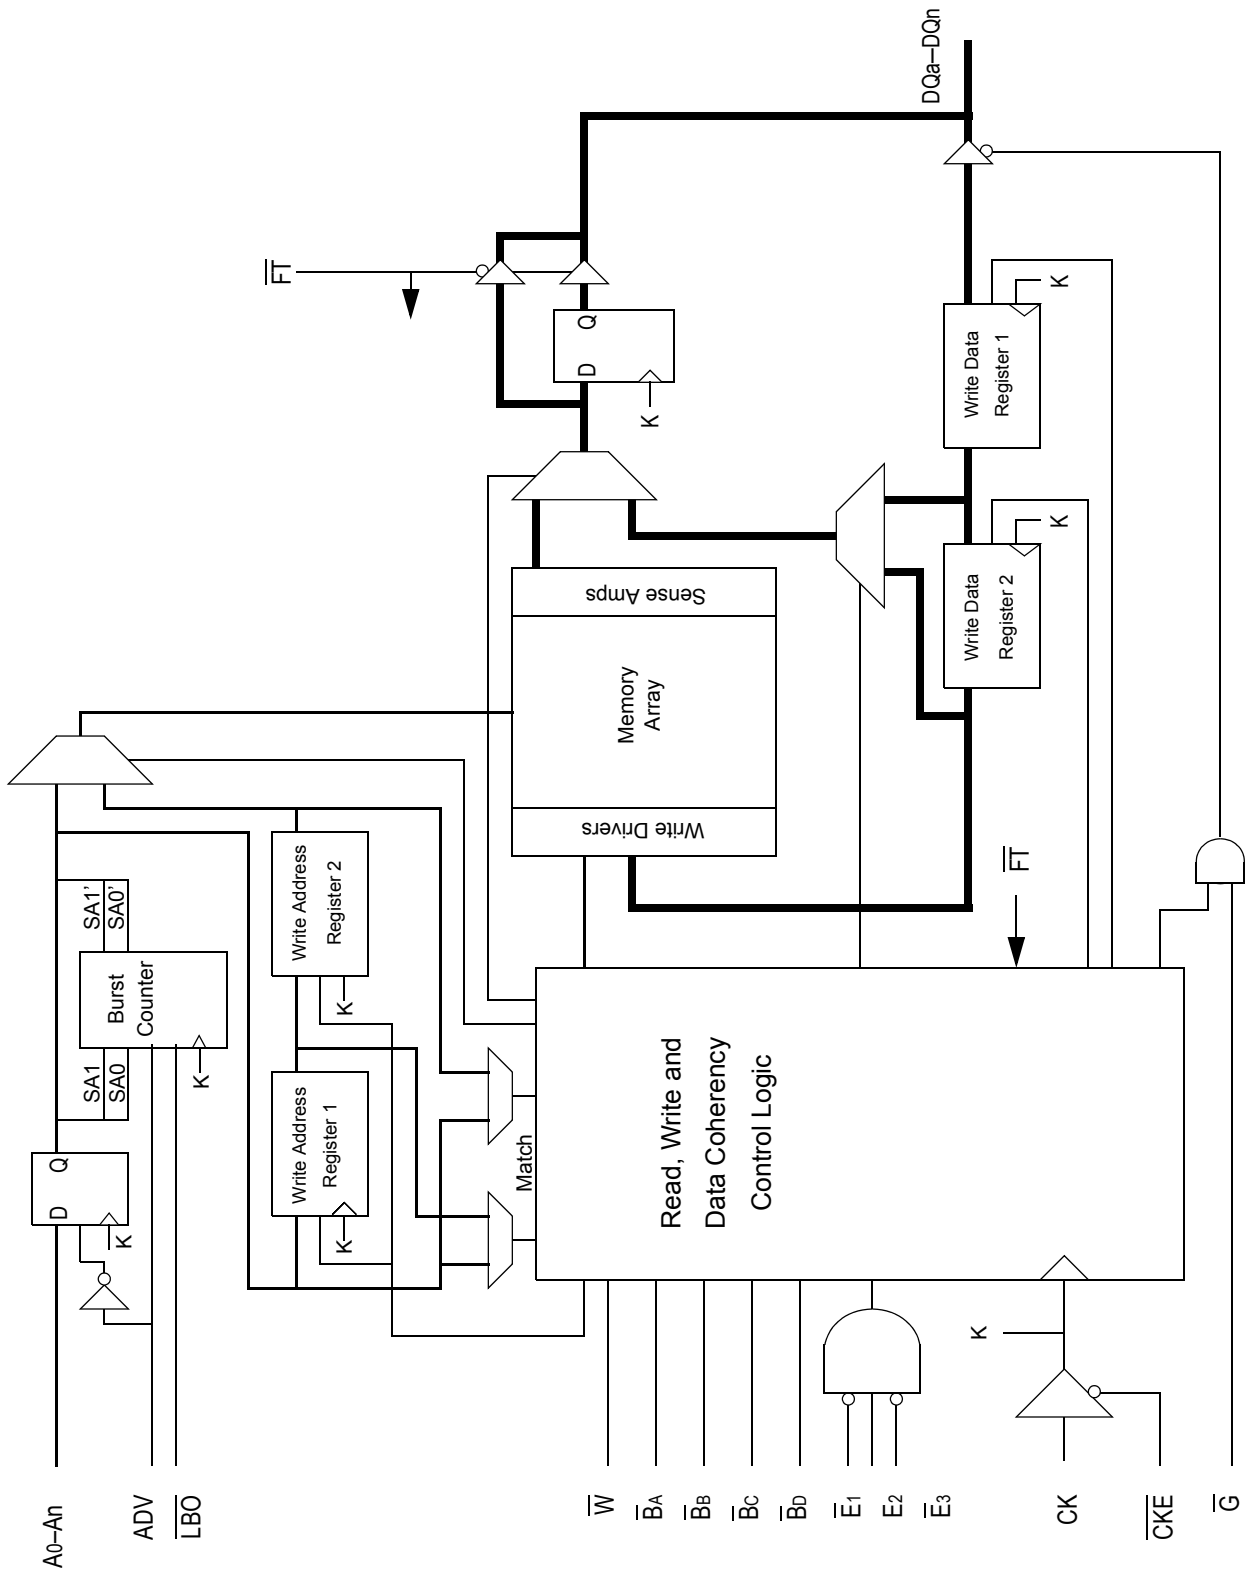 A0–An
ADV
LBO
W
BA
BB
BC
BD
E1
E2
E3
CK
CKE
G
D Q
K
SA1
SA0
Burst
Counter
SA1'
SA0'
K
Write Address
Register 1
K
Write Address
Register 2
K
Match
Read, Write and
Data Coherency
Control Logic
K
FT
Write Drivers
Memory
Array
Sense Amps
Write Data
Register 2
K
Write Data
Register 1
K
D Q
K
FT
DQa–DQn